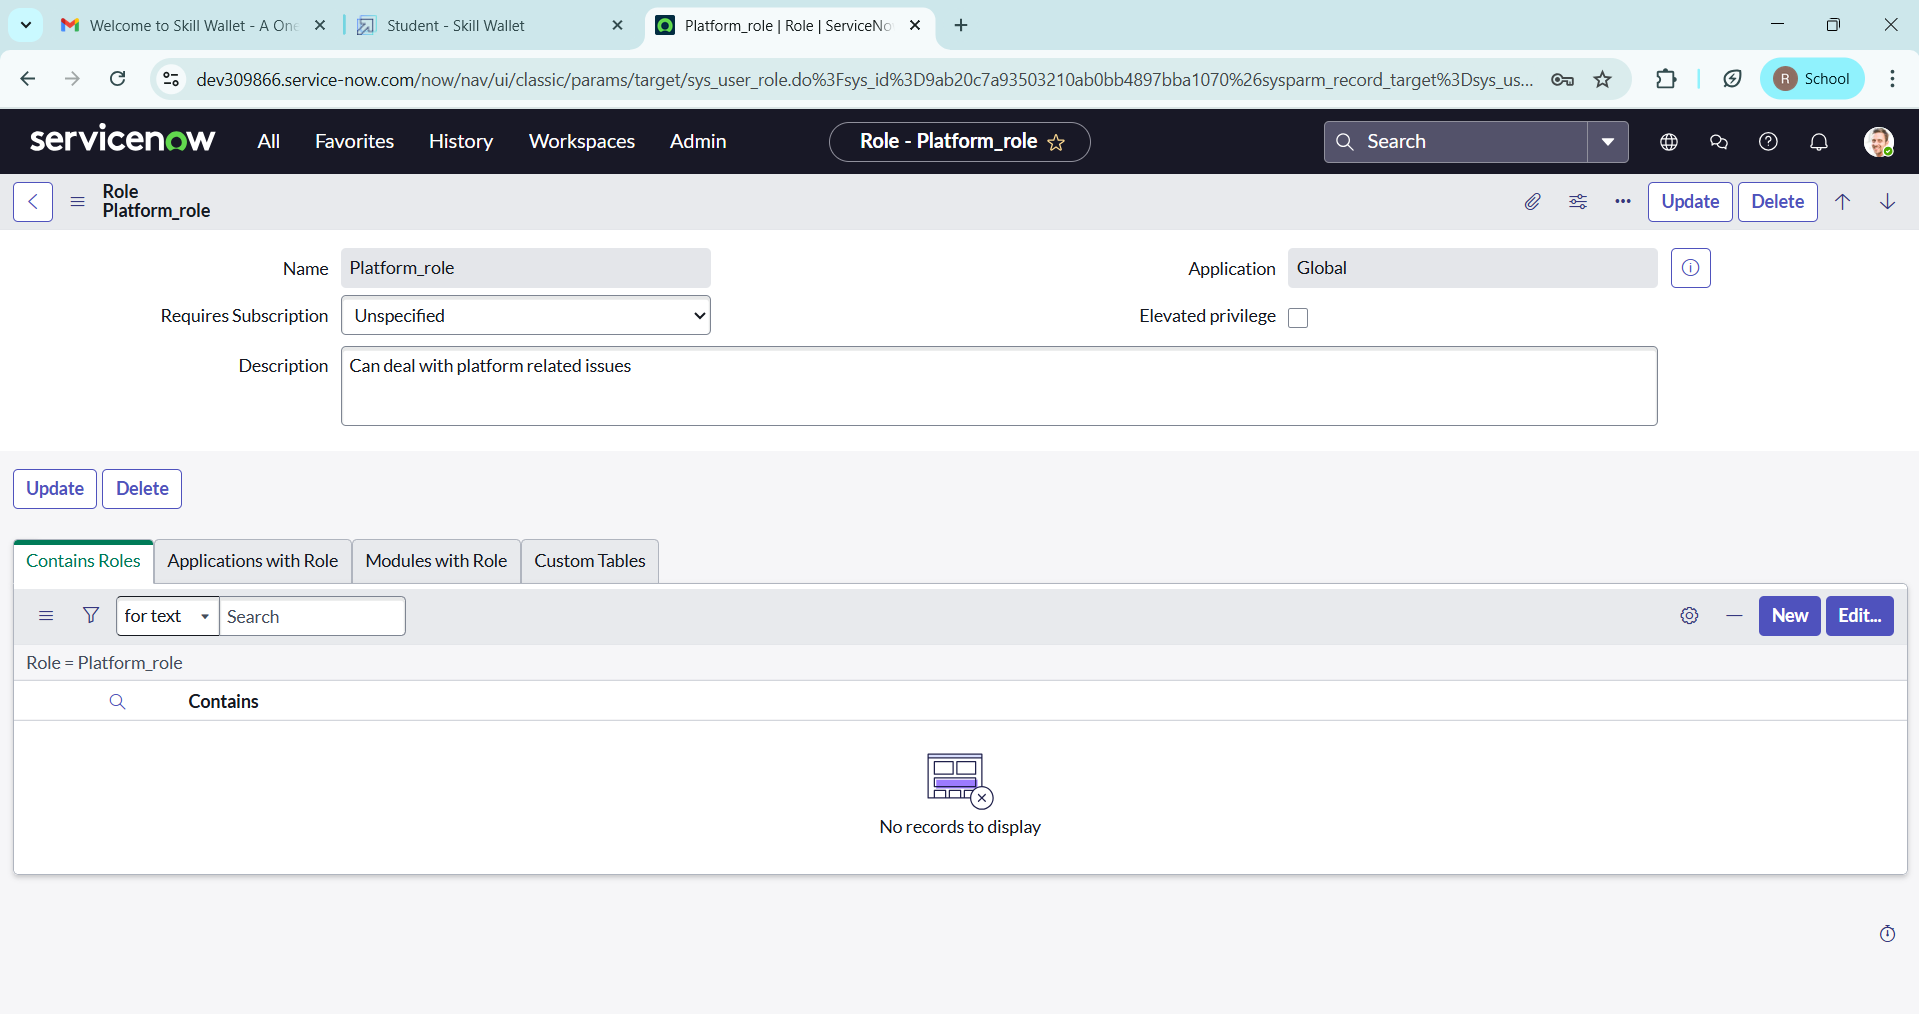 Welcome to Skill Wallet - A One
Student - Skill Wallet
Platform_role | Role | ServiceNo
dev309866.service-now.com/now/nav/ui/classic/params/target/sys_user_role.do%3Fsys_id%3D9ab20c7a93503210ab0bb4897bba1070%26sysparm_record_target%3Dsys_us...
R School
servicenow All Favorites History Workspaces Admin Role - Platform_role Search
Role
Platform_role
Update Delete
Name Platform_role Application Global
Requires Subscription Unspecified Elevated privilege
Description Can deal with platform related issues
Update Delete
Contains Roles Applications with Role Modules with Role Custom Tables
for text Search New Edit...
Role = Platform_role
Contains
No records to display